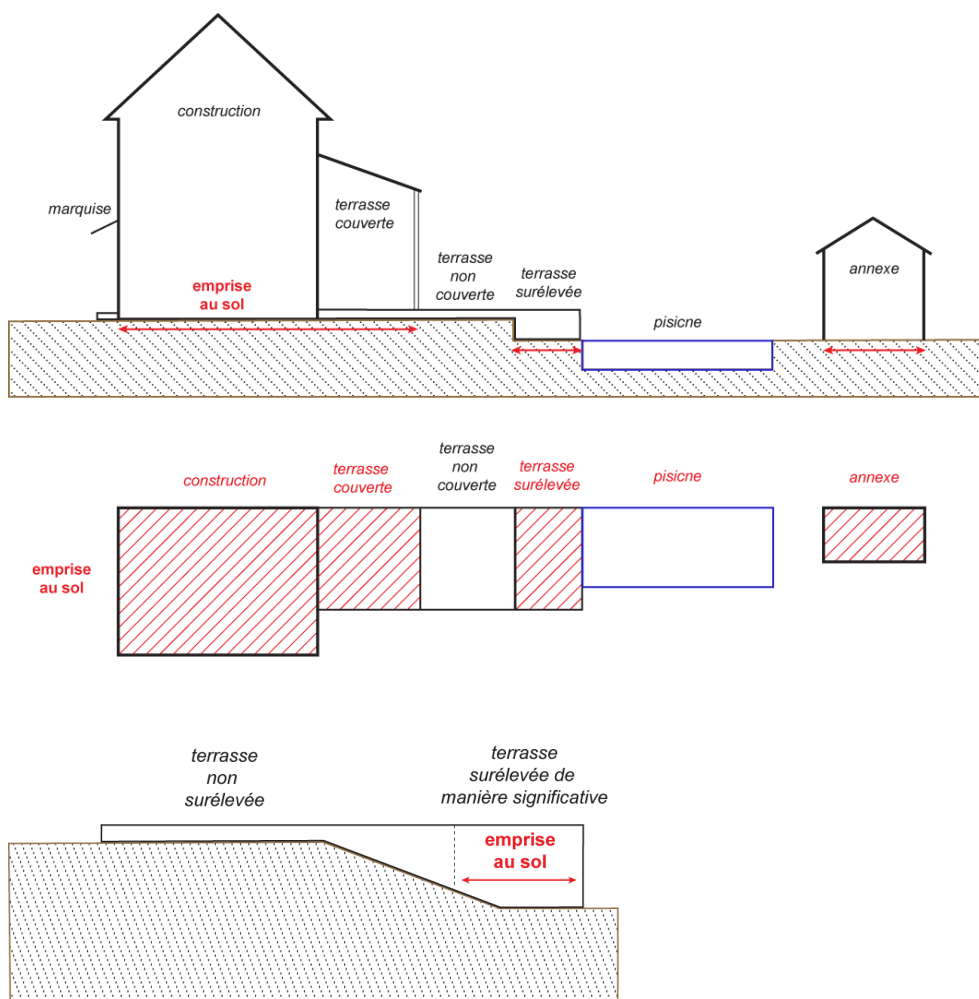 construction
marquise
terrasse
couverte
terrasse
non
couverte
terrasse
surélevée
emprise
au sol
pisicne
annexe
construction
terrasse
couverte
terrasse
non
couverte
terrasse
surélevée
pisicne
annexe
emprise
au sol
terrasse
non
surélevée
terrasse
surélevée de
manière significative
emprise
au sol